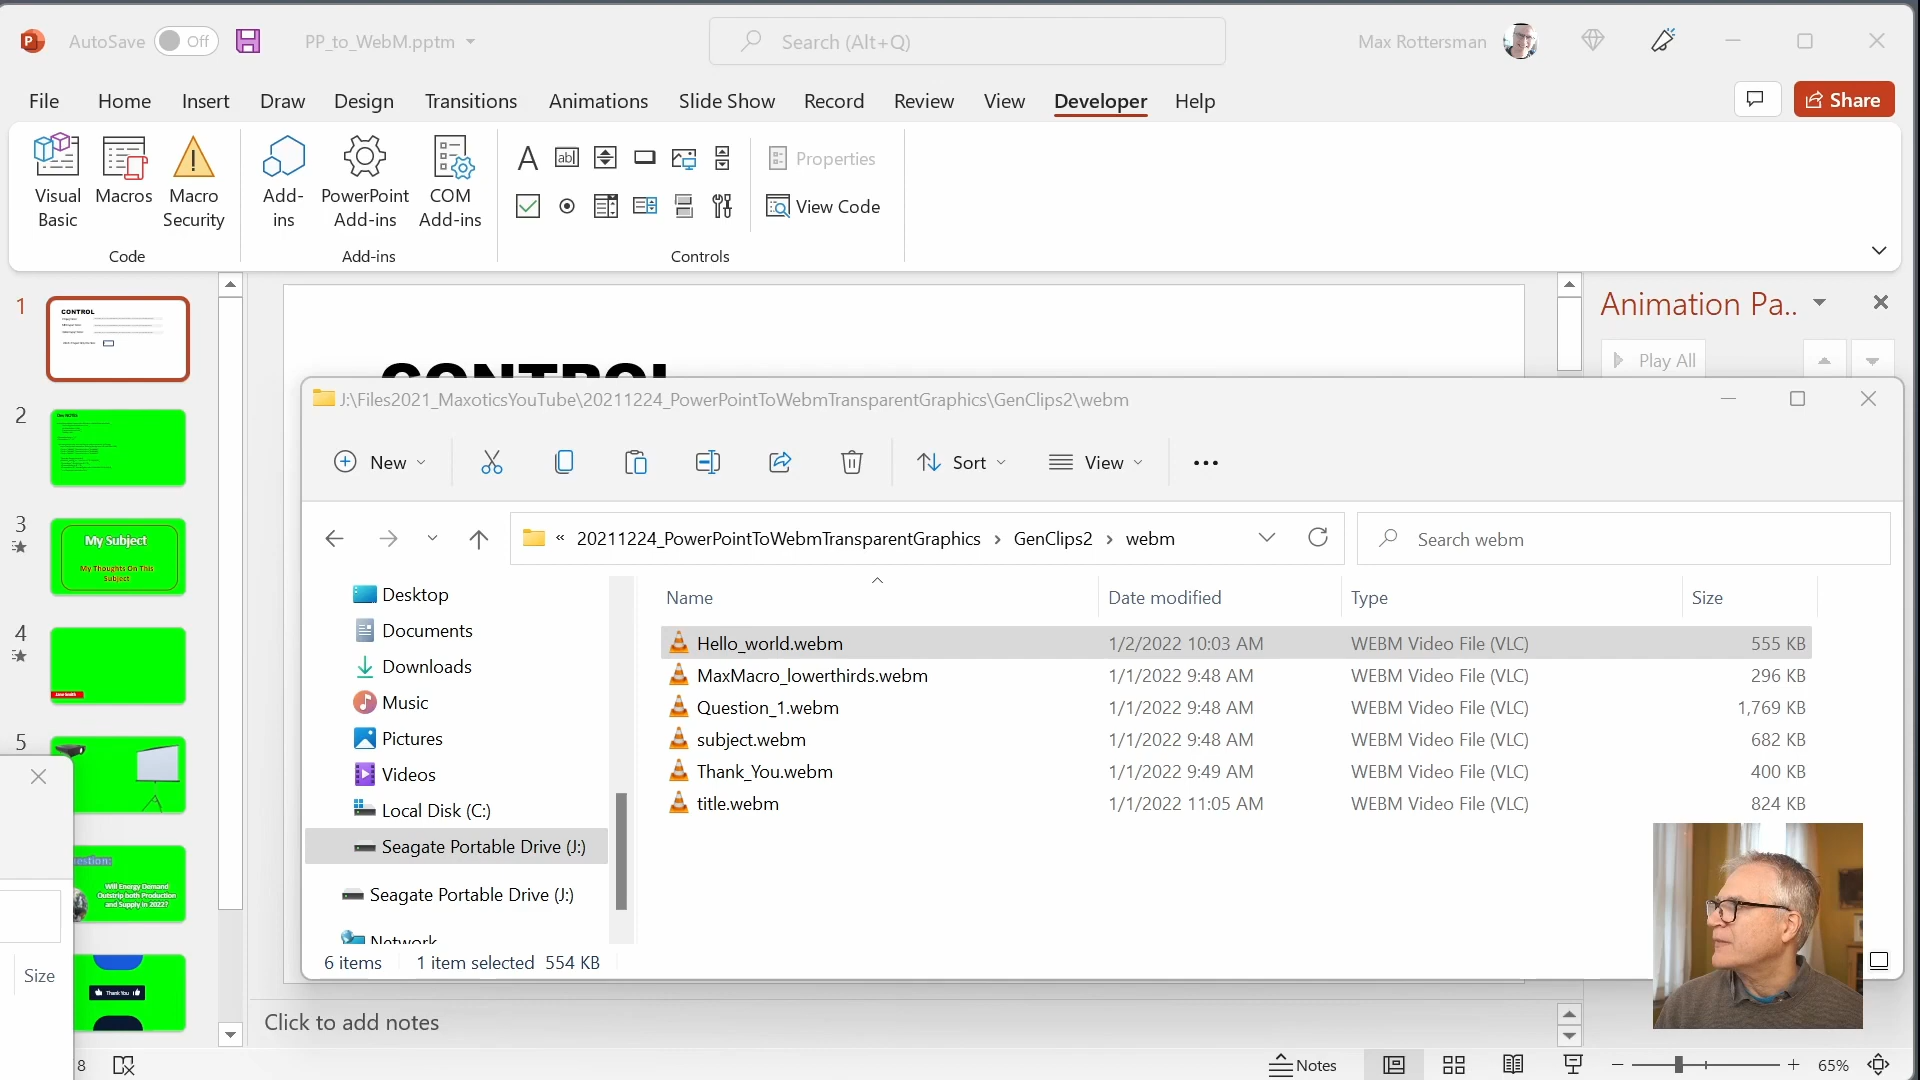 AutoSave Off PP_to_WebM.pptm Search (Alt+Q) Max Rottersman
File Home Insert Draw Design Transitions Animations Slide Show Record Review View Developer Help Share
Visual Basic
Macros
Macro Security
Add-ins
PowerPoint Add-ins
COM Add-ins
Properties
View Code
Code Add-ins Controls
1
CONTROL
2
3
My Subject
My Thoughts On This
Subject
4
5
Will Energy Demand
Outstrip both Production
and Supply in 2022?
Thank You
Size
CONTROL
Animation Pa..
Play All
J:\Files2021_MaxoticsYouTube\20211224_PowerPointToWebmTransparentGraphics\GenClips2\webm
New Sort View
« 20211224_PowerPointToWebmTransparentGraphics › GenClips2 › webm
Search webm
Desktop
Documents
Downloads
Music
Pictures
Videos
Local Disk (C:)
Seagate Portable Drive (J:)
Seagate Portable Drive (J:)
Network
Name Date modified Type Size
Hello_world.webm 1/2/2022 10:03 AM WEBM Video File (VLC) 555 KB
MaxMacro_lowerthirds.webm 1/1/2022 9:48 AM WEBM Video File (VLC) 296 KB
Question_1.webm 1/1/2022 9:48 AM WEBM Video File (VLC) 1,769 KB
subject.webm 1/1/2022 9:48 AM WEBM Video File (VLC) 682 KB
Thank_You.webm 1/1/2022 9:49 AM WEBM Video File (VLC) 400 KB
title.webm 1/1/2022 11:05 AM WEBM Video File (VLC) 824 KB
6 items 1 item selected 554 KB
Click to add notes
8 Notes 65%